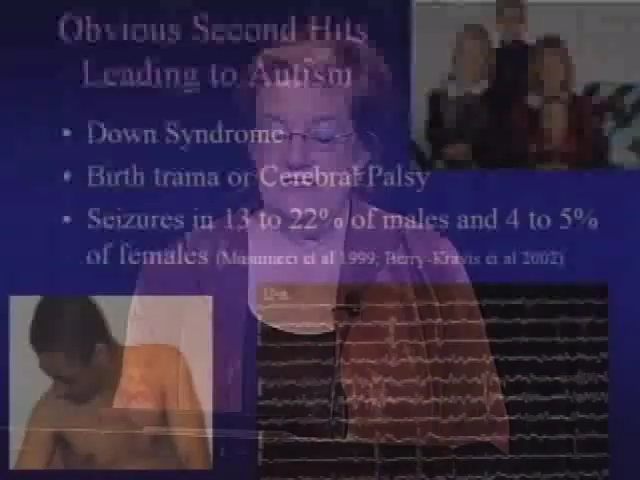 Obvious Second Hits
Leading to Autism
• Down Syndrome
• Birth trama or Cerebral Palsy
• Seizures in 13 to 22% of males and 4 to 5%
of females (Musumeci et al 1999; Berry-Kravis et al 2002)